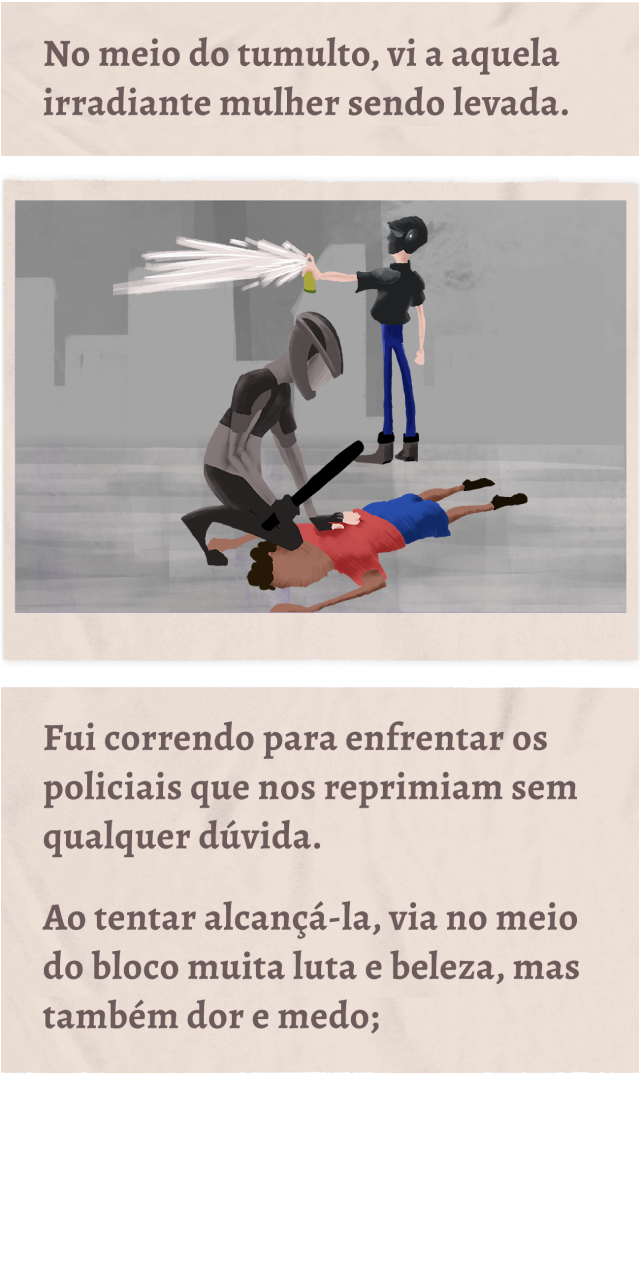 No meio do tumulto, vi a aquela
irradiante mulher sendo levada.
Fui correndo para enfrentar os
policiais que nos reprimiam sem
qualquer dúvida.
Ao tentar alcançá-la, via no meio
do bloco muita luta e beleza, mas
também dor e medo;